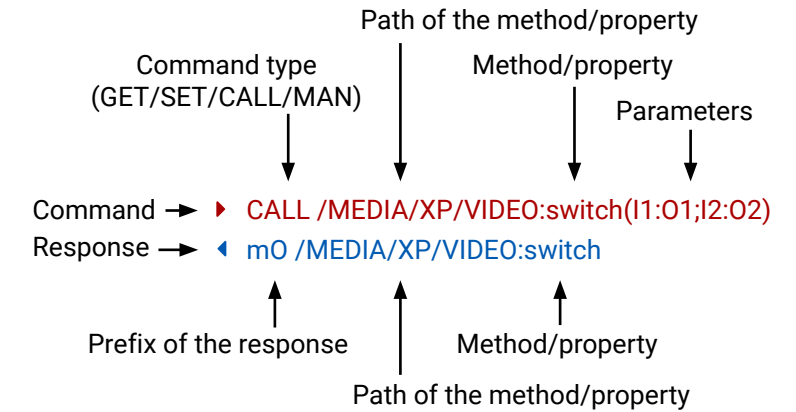 Path of the method/property
Command type
(GET/SET/CALL/MAN)
Method/property
Parameters
Command
CALL /MEDIA/XP/VIDEO:switch(I1:O1;I2:O2)
Response
mO /MEDIA/XP/VIDEO:switch
Prefix of the response
Method/property
Path of the method/property